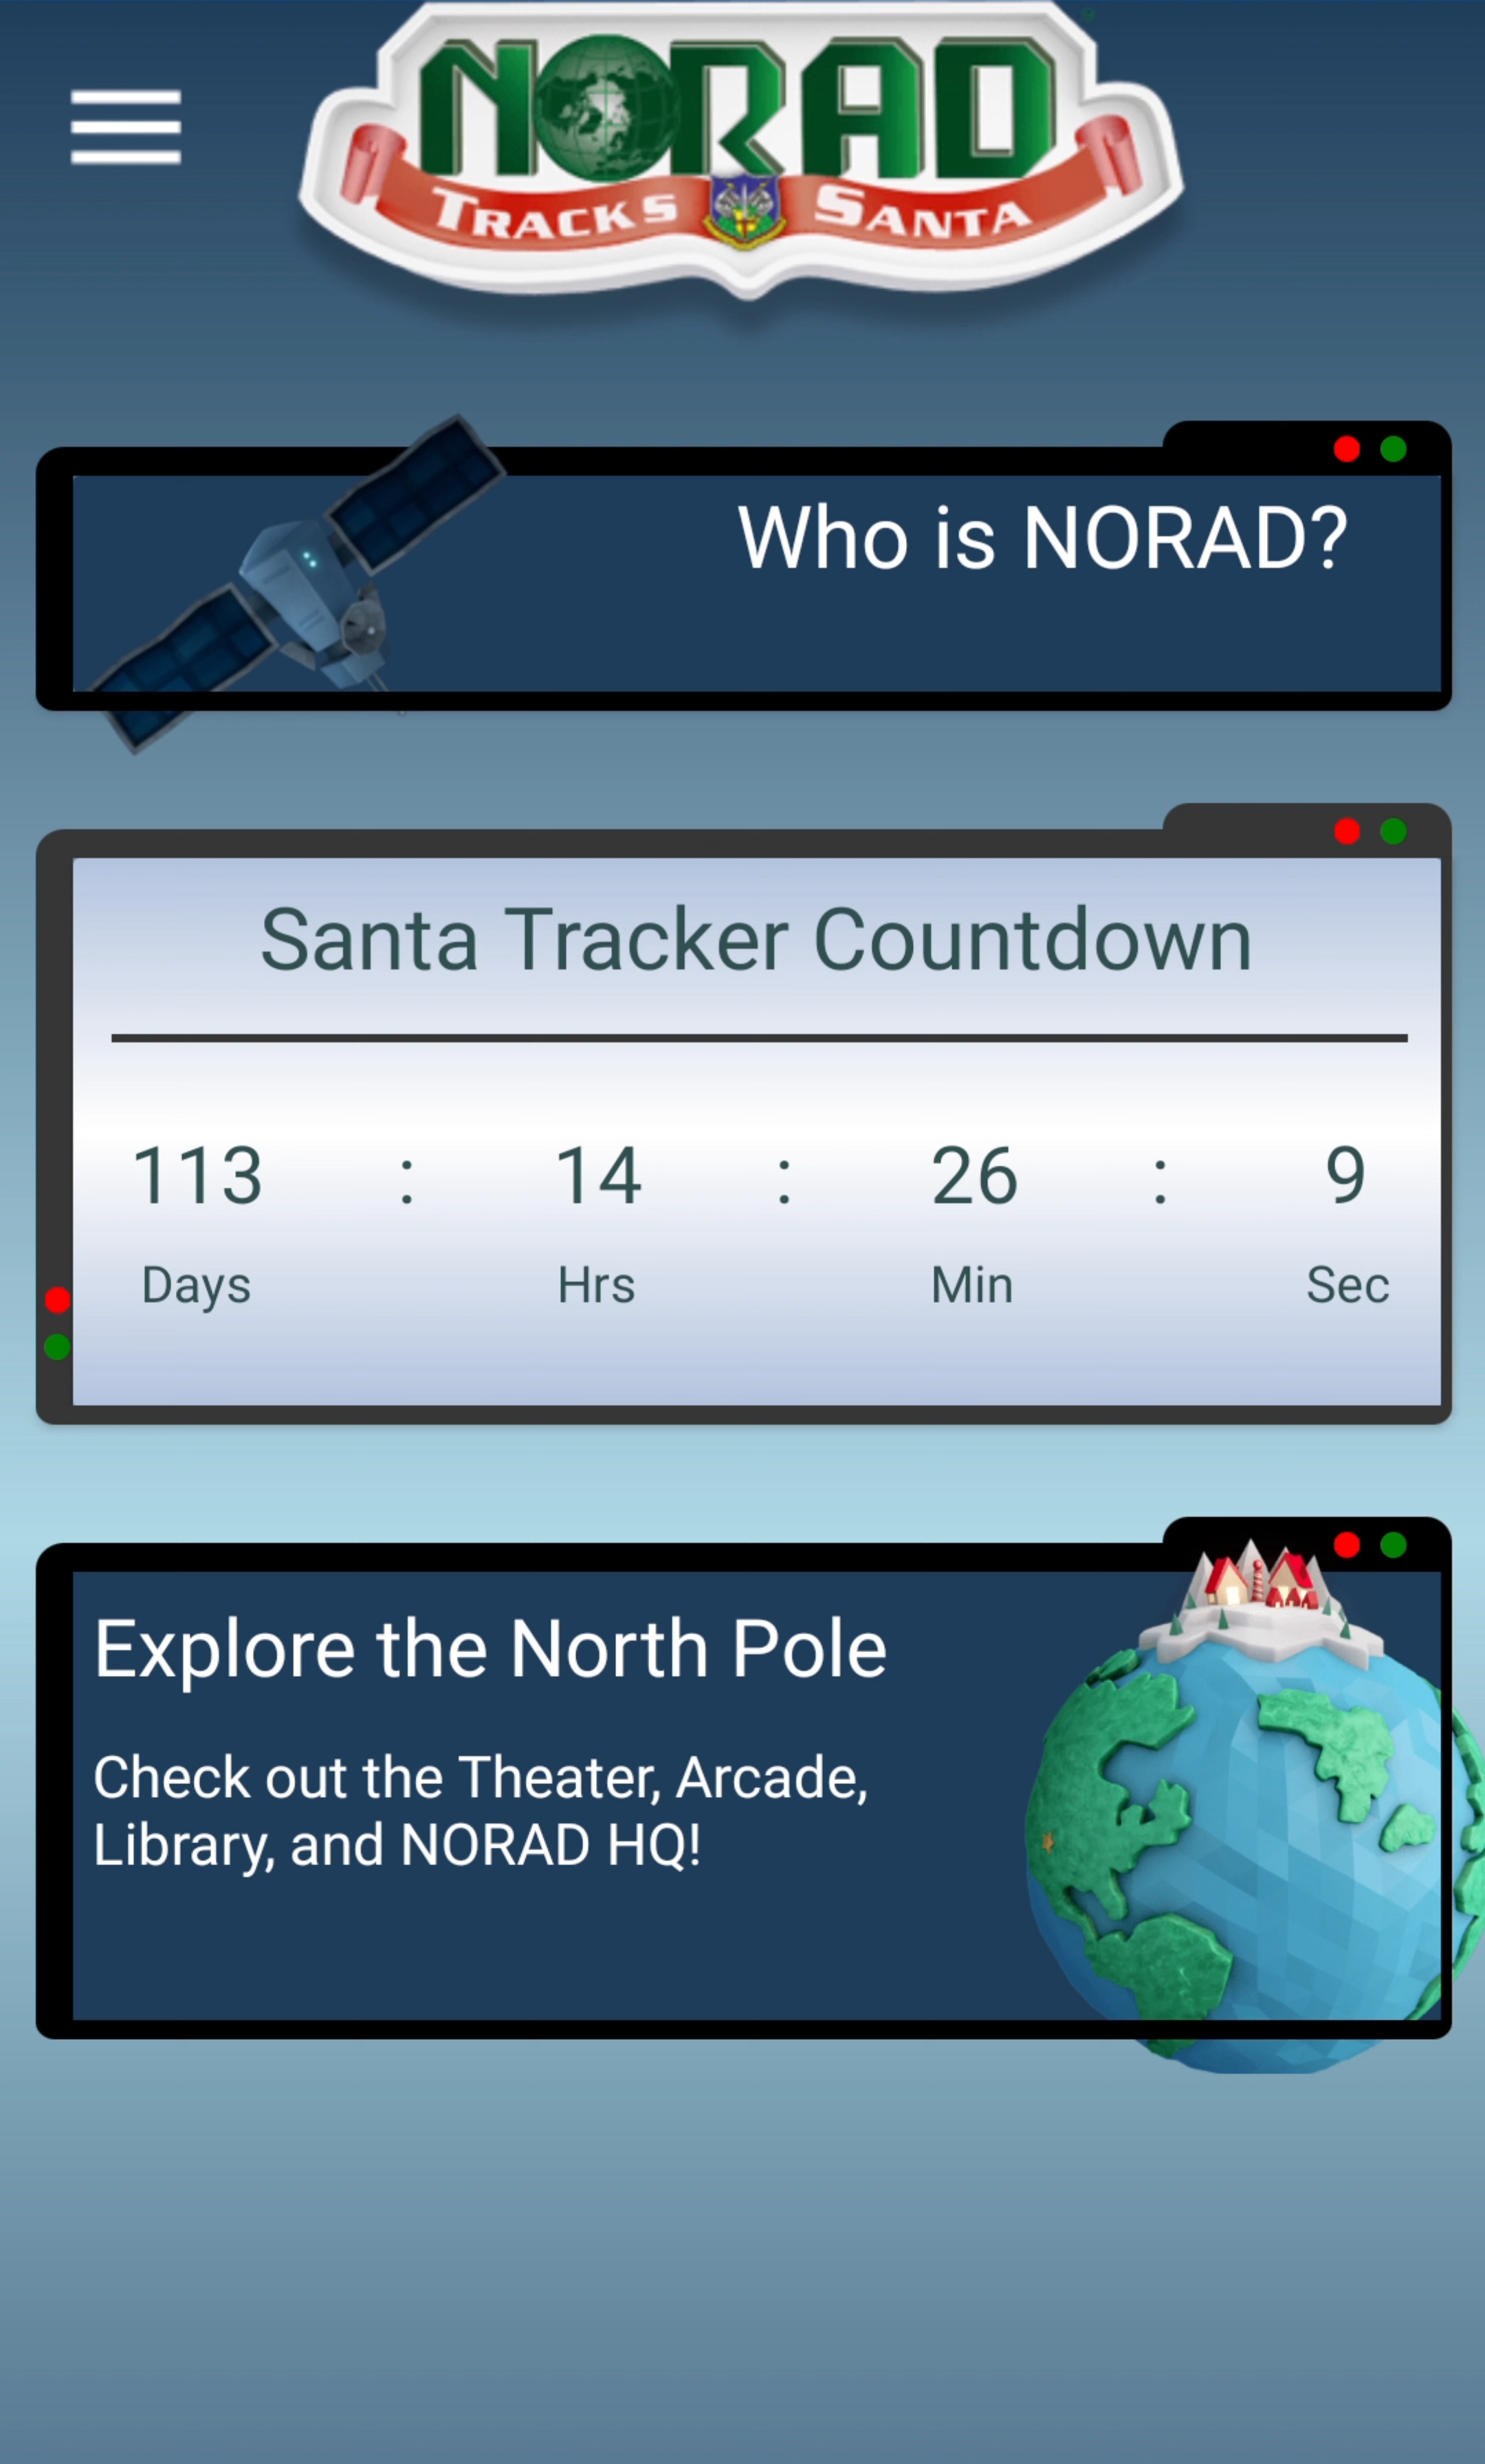 NORAD
TRACKS SANTA
Who is NORAD?
Santa Tracker Countdown
113 : 14 : 26 : 9
Days Hrs Min Sec
Explore the North Pole
Check out the Theater, Arcade,
Library, and NORAD HQ!